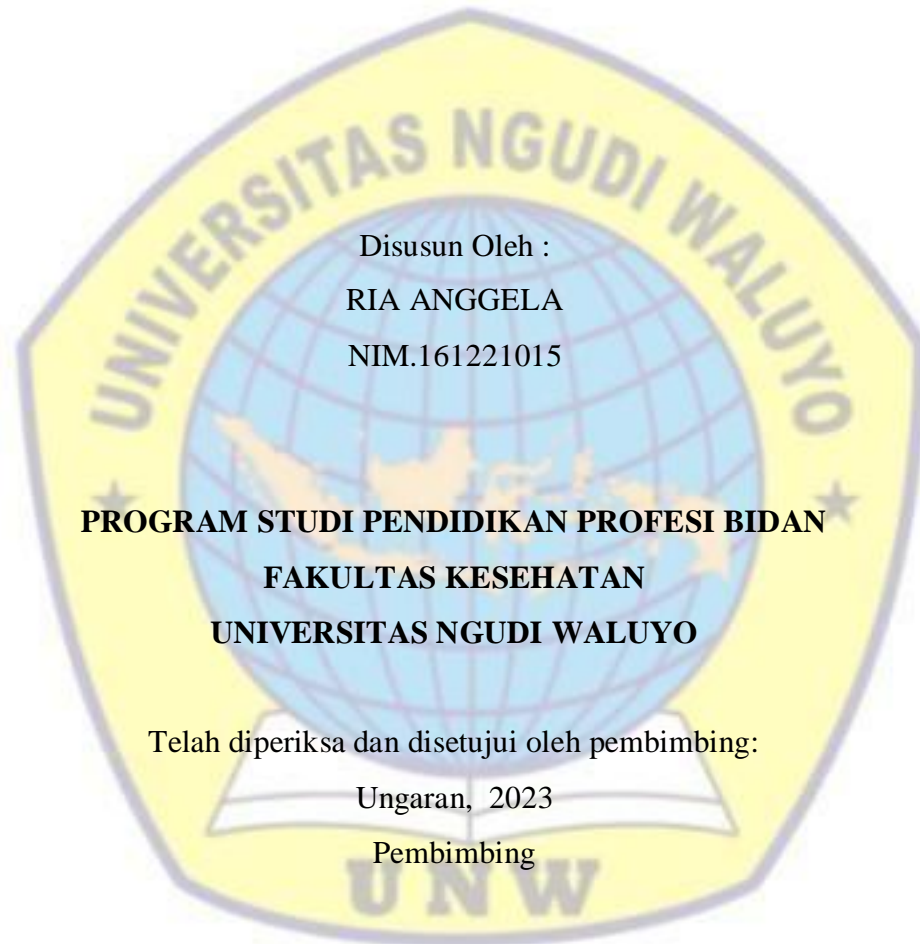 UNIVERSITAS NGUDI WALUYO
Disusun Oleh :
RIA ANGGELA
NIM.161221015
PROGRAM STUDI PENDIDIKAN PROFESI BIDAN
FAKULTAS KESEHATAN
UNIVERSITAS NGUDI WALUYO
Telah diperiksa dan disetujui oleh pembimbing:
Ungaran, 2023
Pembimbing
UNW